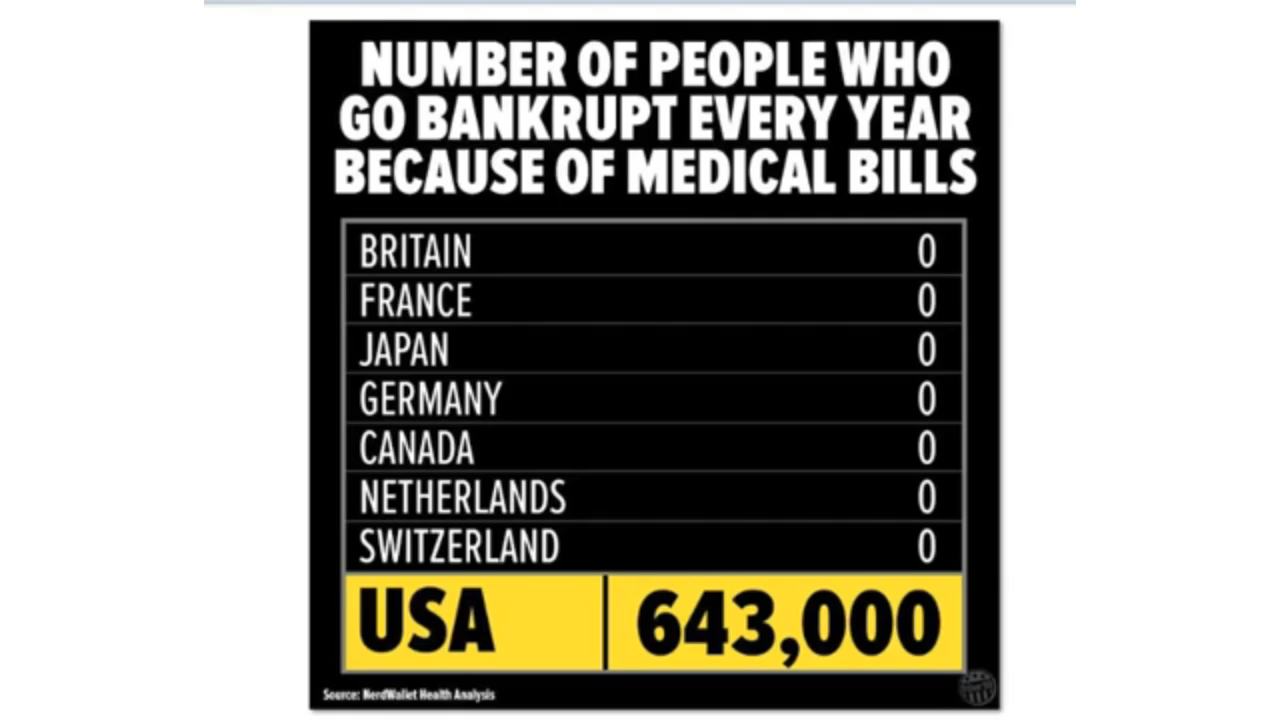 NUMBER OF PEOPLE WHO
GO BANKRUPT EVERY YEAR
BECAUSE OF MEDICAL BILLS
BRITAIN 0
FRANCE 0
JAPAN 0
GERMANY 0
CANADA 0
NETHERLANDS 0
SWITZERLAND 0
USA 643,000
Source: NerdWallet Health Analysis